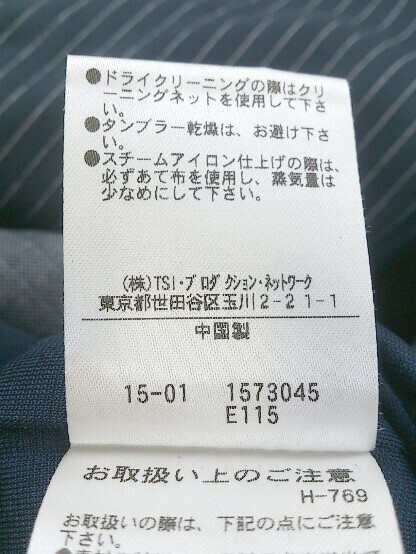 ●ドライクリーニングの際はクリ
ーニングネットを使用して下さ
い。
●タンブラー乾燥は、お避け下さ
い。
●スチームアイロン仕上げの際は、
必ずあて布を使用し、蒸気量は
少なめにして下さい。
(株)TSI・プロダクション・ネットワーク
東京都世田谷区玉川2-21-1
中国製
15-01 1573045
E115
お取扱い上のご注意
H-769
お取扱いの際は、下記の点にご注意
下さい。